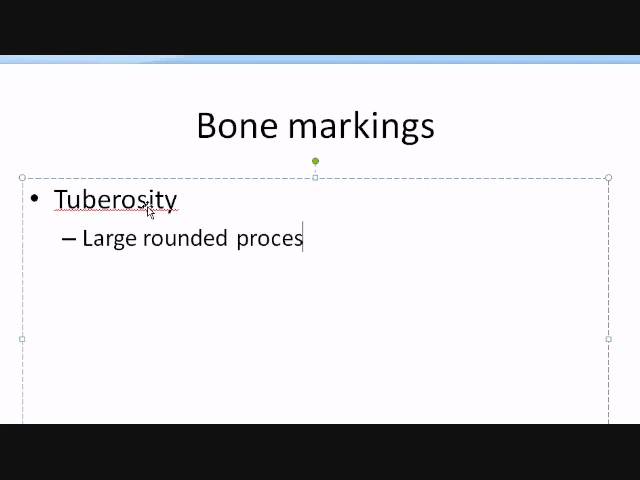 Bone markings
• Tuberosity
– Large rounded proces